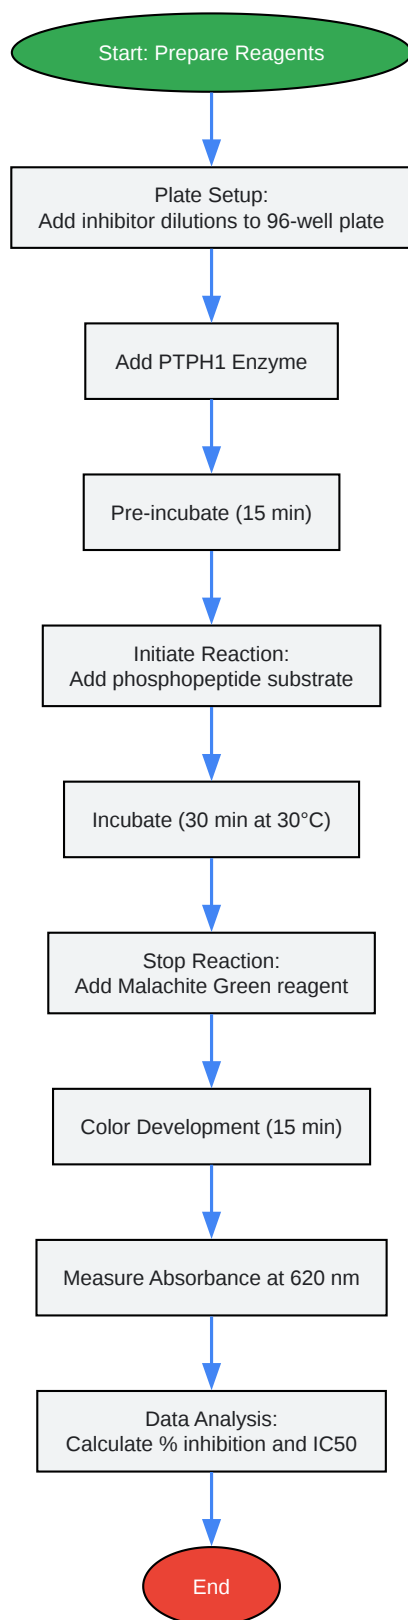 Start: Prepare Reagents
Plate Setup:
Add inhibitor dilutions to 96-well plate
Add PTPH1 Enzyme
Pre-incubate (15 min)
Initiate Reaction:
Add phosphopeptide substrate
Incubate (30 min at 30°C)
Stop Reaction:
Add Malachite Green reagent
Color Development (15 min)
Measure Absorbance at 620 nm
Data Analysis:
Calculate % inhibition and IC50
End